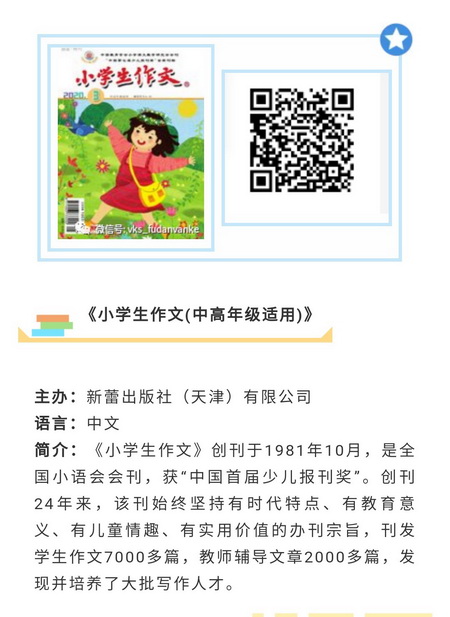 小学生作文
2020.3
微信号: vks_fudanvanke
《小学生作文(中高年级适用)》
主办：新蕾出版社（天津）有限公司
语言：中文
简介：《小学生作文》创刊于1981年10月，是全
国小语会会刊，获“中国首届少儿报刊奖”。创刊
24年来，该刊始终坚持有时代特点、有教育意
义、有儿童情趣、有实用价值的办刊宗旨，刊发
学生作文7000多篇，教师辅导文章2000多篇，发
现并培养了大批写作人才。